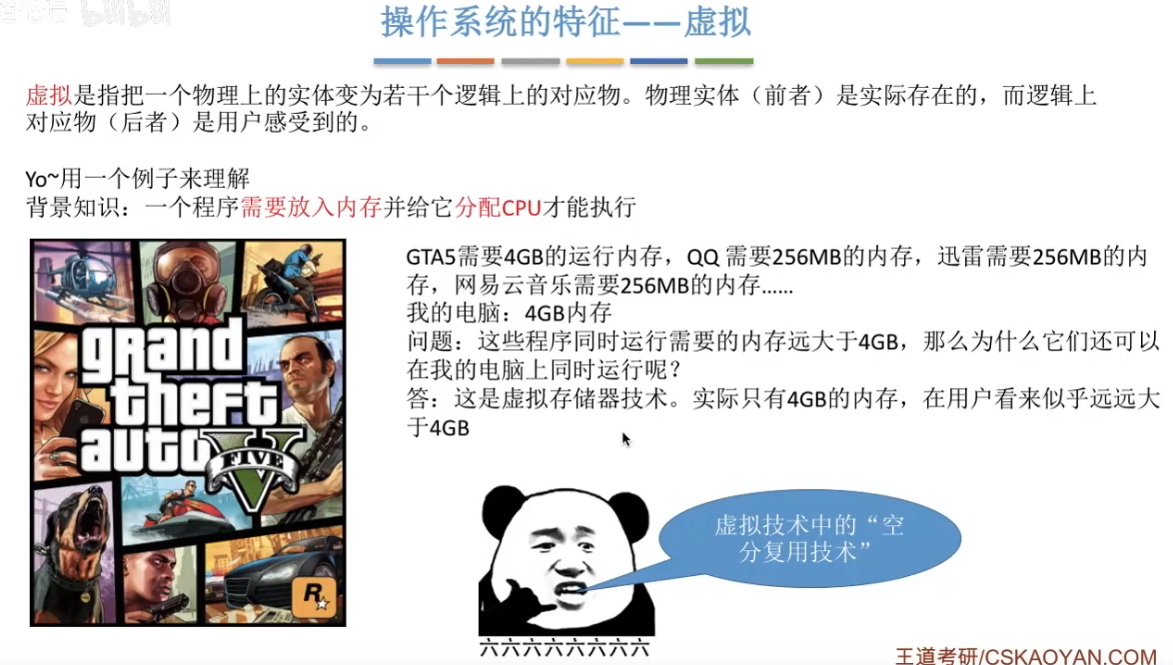 bilibili
操作系统的特征——虚拟
虚拟是指把一个物理上的实体变为若干个逻辑上的对应物。物理实体（前者）是实际存在的，而逻辑上
对应物（后者）是用户感受到的。
Yo~用一个例子来理解
背景知识：一个程序需要放入内存并给它分配CPU才能执行
grand
theft
auto
FIVE
V
R
GTA5需要4GB的运行内存，QQ 需要256MB的内存，迅雷需要256MB的内
存，网易云音乐需要256MB的内存……
我的电脑：4GB内存
问题：这些程序同时运行需要的内存远大于4GB，那么为什么它们还可以
在我的电脑上同时运行呢？
答：这是虚拟存储器技术。实际只有4GB的内存，在用户看来似乎远远大
于4GB
虚拟技术中的“空
分复用技术”
六六六六六六六六
王道考研/CSKAOYAN.COM